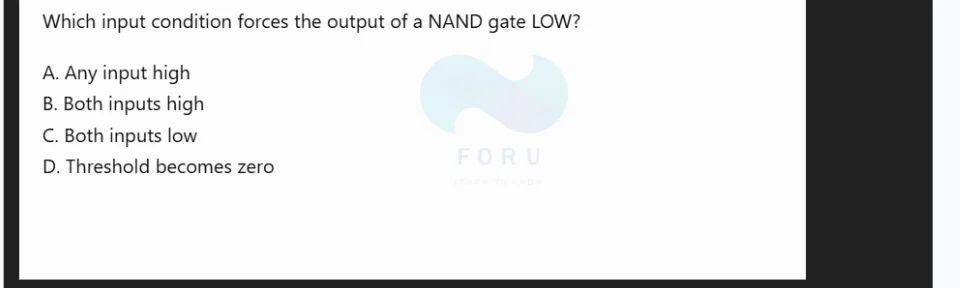 Which input condition forces the output of a NAND gate LOW?
A. Any input high
B. Both inputs high
C. Both inputs low
D. Threshold becomes zero
FORU